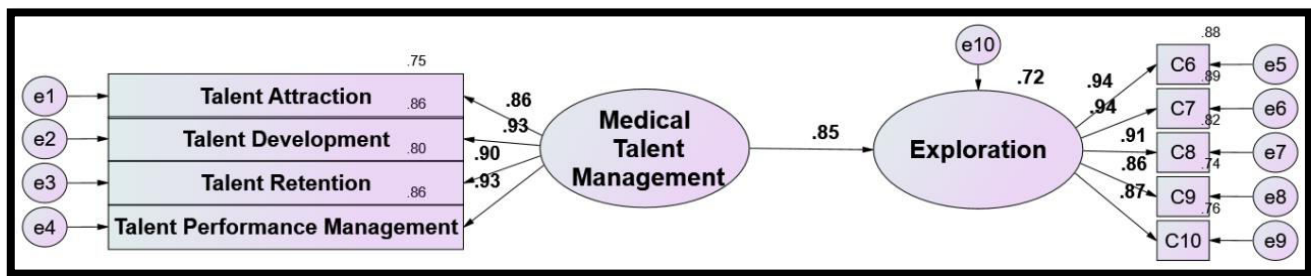 .88
e10
.75
.72
C6
e5
.94
.89
e1
Talent Attraction
.86
.86
.94
C7
e6
.93
Medical
Talent
Management
.82
e2
Talent Development
.80
.85
Exploration
.91
C8
e7
.90
.86
.74
e3
Talent Retention
.86
.93
.87
C9
e8
.76
e4
Talent Performance Management
C10
e9